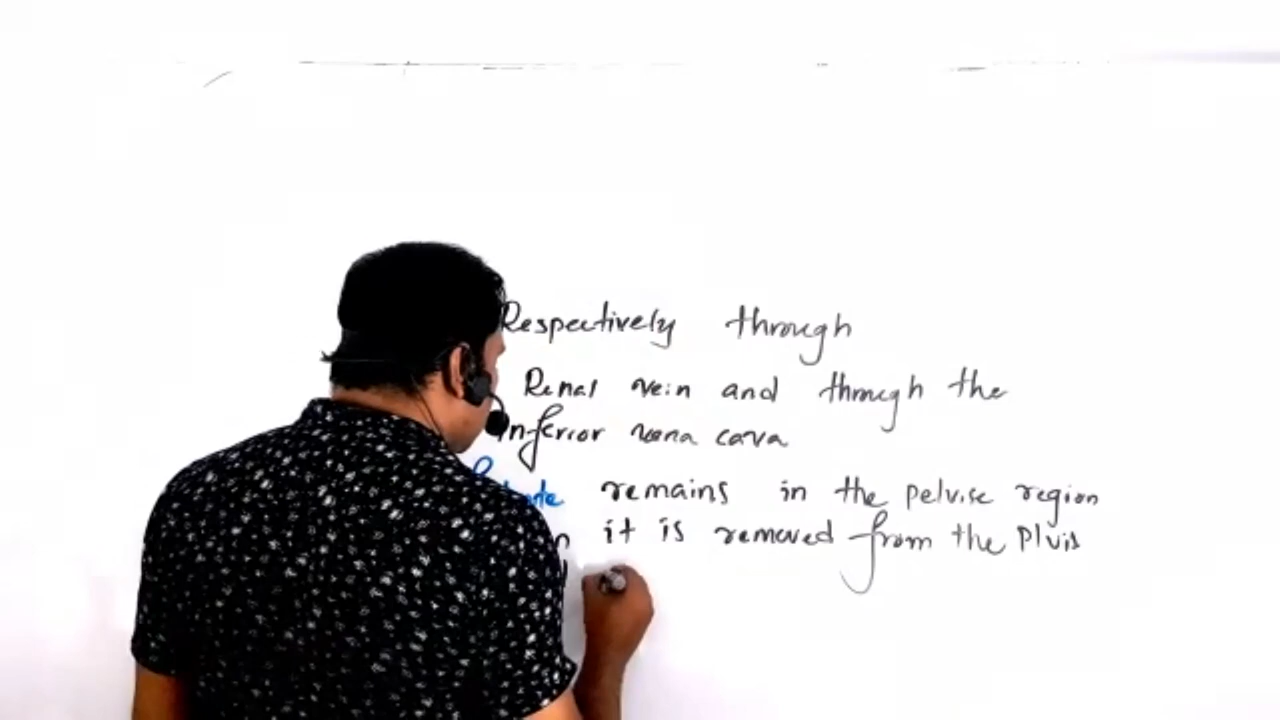 Respectively through
Renal vein and through the
Inferior vena cava
remains in the pelvise region
it is removed from the Plvis